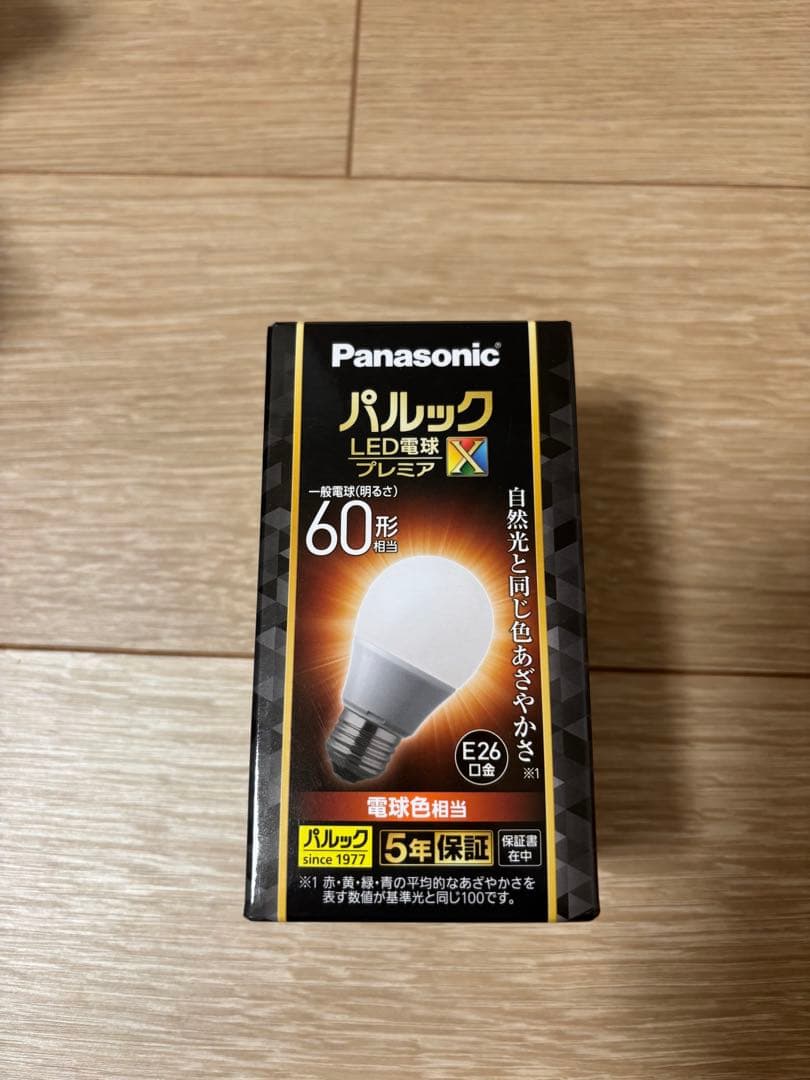 Panasonic®
パルック
LED電球
プレミア X
一般電球(明るさ)
60形
相当
自然光と同じ色あざやかさ※1
E26
口金
電球色相当
パルック
since 1977
5年保証
保証書
在中
※1 赤・黄・緑・青の平均的なあざやかさを
表す数値が基準光と同じ100です。